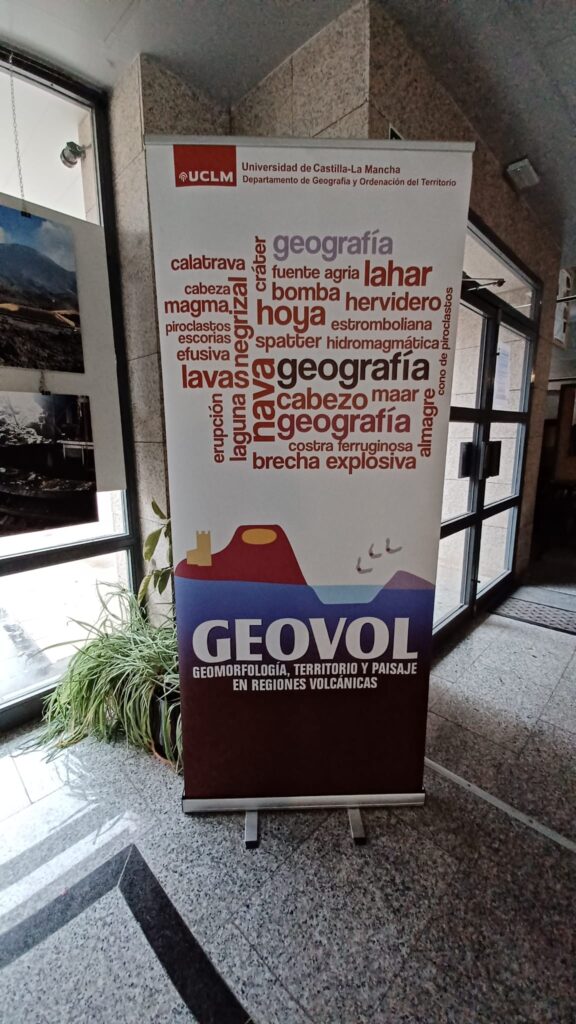 UCLM
Universidad de Castilla-La Mancha
Departamento de Geografía y Ordenación del Territorio
geografía
calatrava
cráter
fuente agria
lahar
cabeza
negrizal
bomba
hervidero
magma
hoya
piroclastos
estromboliana
escorias
spatter
hidromagmática
cono de piroclastos
efusiva
lavas
nava
geografía
cabezo
maar
erupción
laguna
geografía
almagre
costra ferruginosa
brecha explosiva
GEOVOL
GEOMORFOLOGÍA, TERRITORIO Y PAISAJE
EN REGIONES VOLCÁNICAS